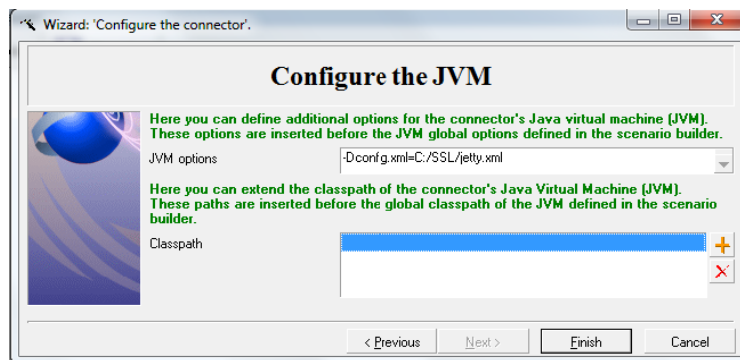 Wizard: 'Configure the connector'.
Configure the JVM
Here you can define additional options for the connector's Java virtual machine (JVM).
These options are inserted before the JVM global options defined in the scenario builder.
JVM options
-Dconfg.xml=C:/SSL/jetty.xml
Here you can extend the classpath of the connector's Java Virtual Machine (JVM).
These paths are inserted before the global classpath of the JVM defined in the scenario
builder.
Classpath
< Previous
Next >
Finish
Cancel